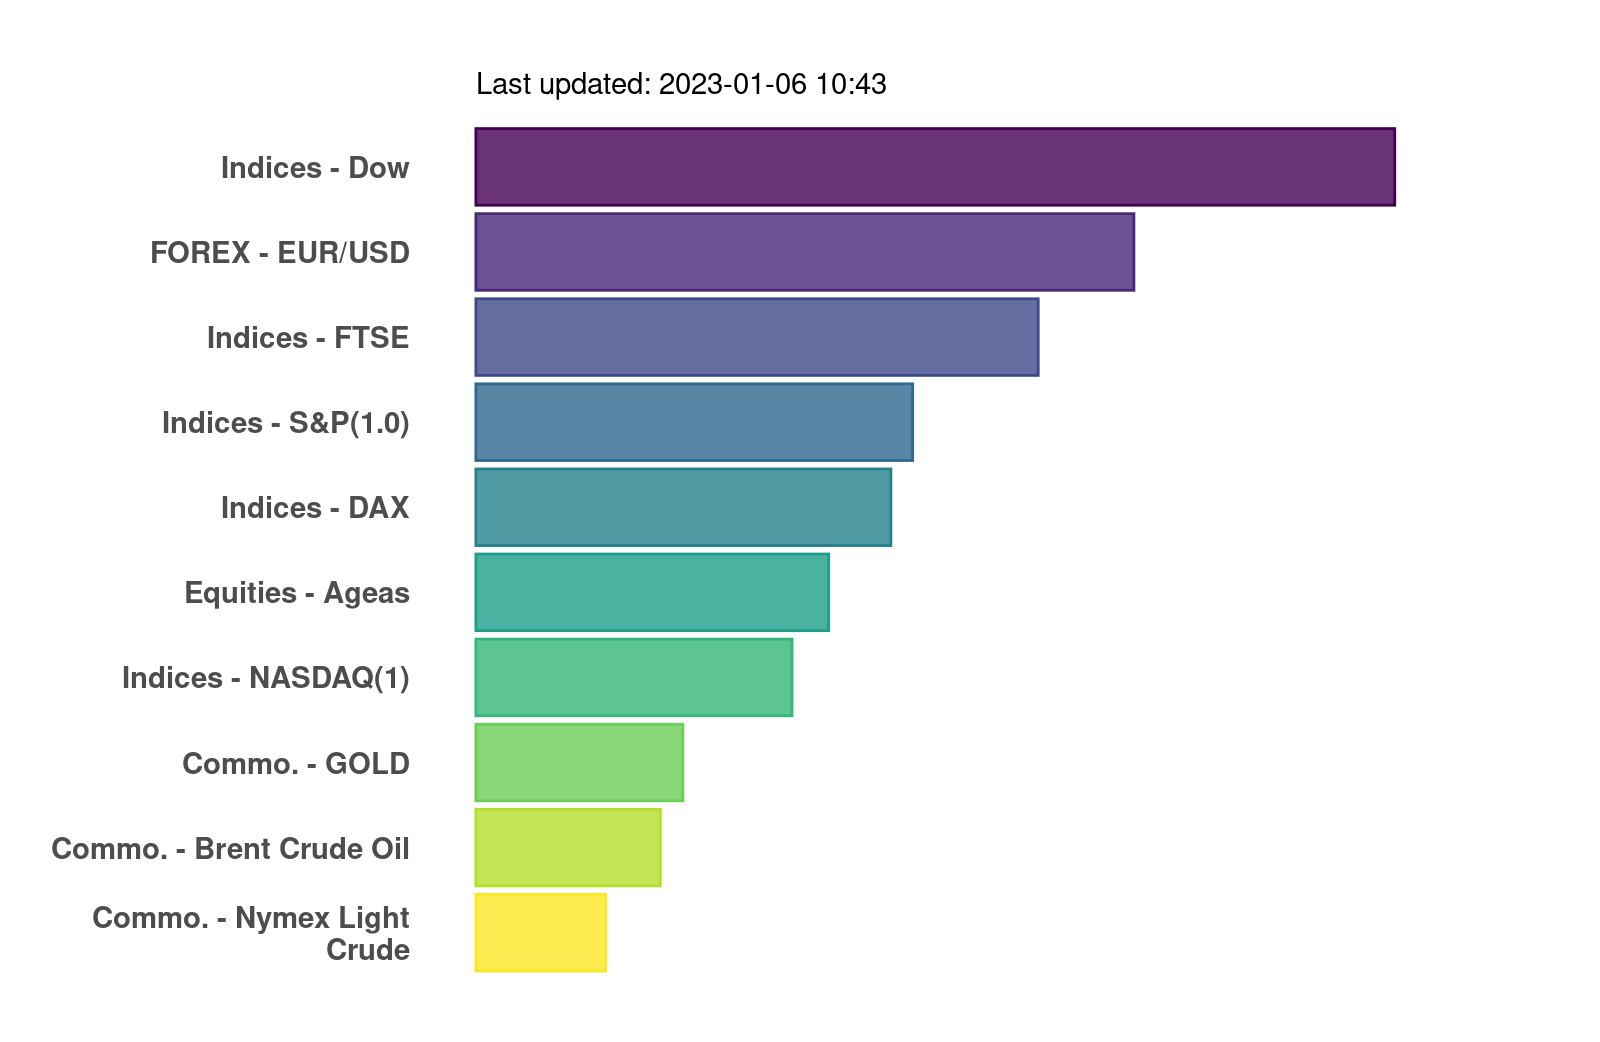 Last updated: 2023-01-06 10:43
Indices - Dow
FOREX - EUR/USD
Indices - FTSE
Indices - S&P(1.0)
Indices - DAX
Equities - Ageas
Indices - NASDAQ(1)
Commo. - GOLD
Commo. - Brent Crude Oil
Commo. - Nymex Light
Crude